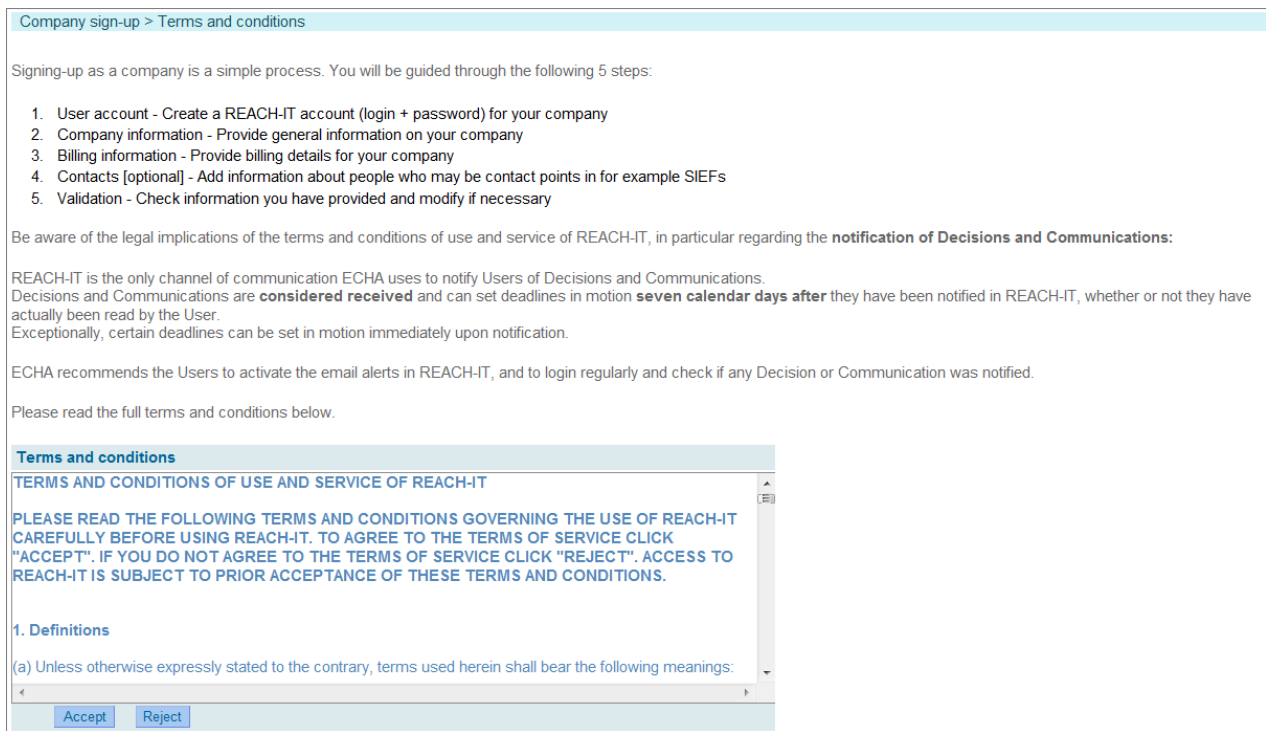 Company sign-up > Terms and conditions
Signing-up as a company is a simple process. You will be guided through the following 5 steps:
1. User account - Create a REACH-IT account (login + password) for your company
2. Company information - Provide general information on your company
3. Billing information - Provide billing details for your company
4. Contacts [optional] - Add information about people who may be contact points in for example SIEFs
5. Validation - Check information you have provided and modify if necessary
Be aware of the legal implications of the terms and conditions of use and service of REACH-IT, in particular regarding the notification of Decisions and Communications:
REACH-IT is the only channel of communication ECHA uses to notify Users of Decisions and Communications.
Decisions and Communications are considered received and can set deadlines in motion seven calendar days after they have been notified in REACH-IT, whether or not they have
actually been read by the User.
Exceptionally, certain deadlines can be set in motion immediately upon notification.
ECHA recommends the Users to activate the email alerts in REACH-IT, and to login regularly and check if any Decision or Communication was notified.
Please read the full terms and conditions below.
Terms and conditions
TERMS AND CONDITIONS OF USE AND SERVICE OF REACH-IT
PLEASE READ THE FOLLOWING TERMS AND CONDITIONS GOVERNING THE USE OF REACH-IT
CAREFULLY BEFORE USING REACH-IT. TO AGREE TO THE TERMS OF SERVICE CLICK
"ACCEPT". IF YOU DO NOT AGREE TO THE TERMS OF SERVICE CLICK "REJECT". ACCESS TO
REACH-IT IS SUBJECT TO PRIOR ACCEPTANCE OF THESE TERMS AND CONDITIONS.
1. Definitions
(a) Unless otherwise expressly stated to the contrary, terms used herein shall bear the following meanings:
Accept Reject